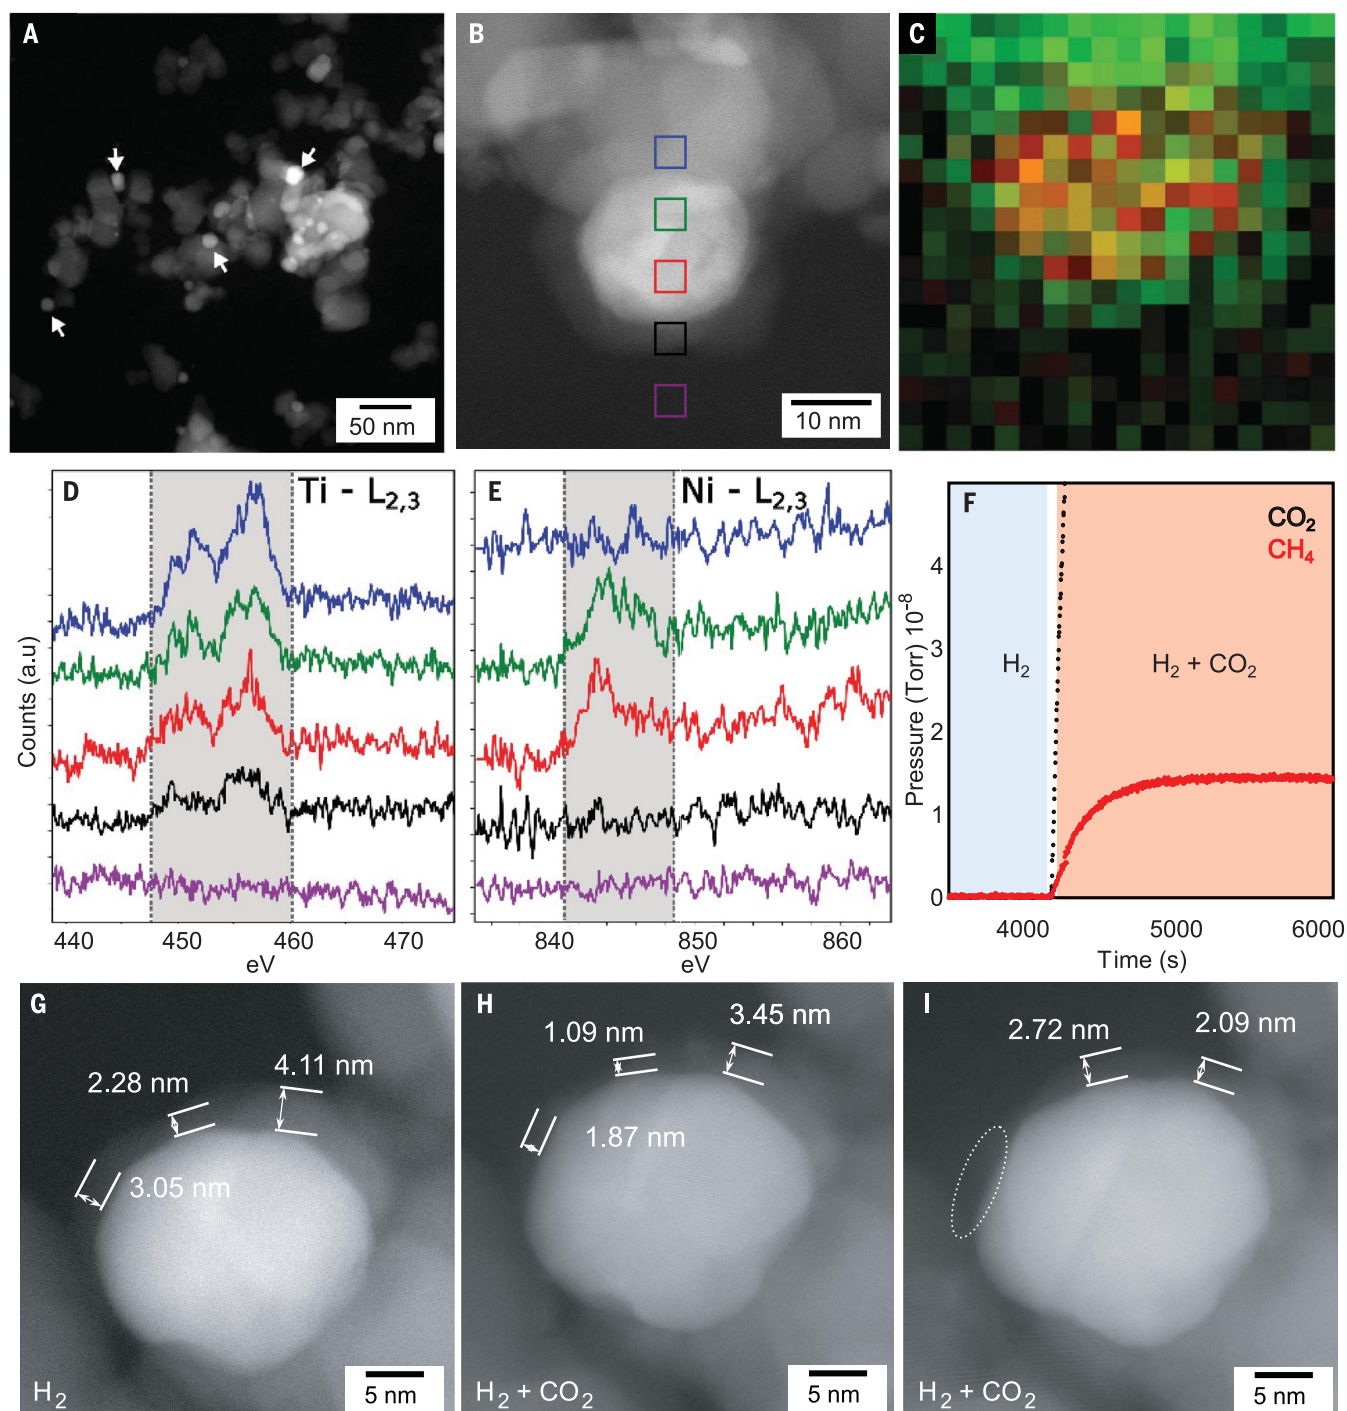 A
50 nm
B
10 nm
C
D
Ti - L2,3
E
Ni - L2,3
Counts (a.u)
440 450 460 470
eV
840 850 860
eV
F
CO2
CH4
H2
H2 + CO2
Pressure (Torr) 10-8
4
3
2
1
0
4000 5000 6000
Time (s)
G
2.28 nm
4.11 nm
3.05 nm
H2
5 nm
H
1.09 nm
3.45 nm
1.87 nm
H2 + CO2
5 nm
I
2.72 nm
2.09 nm
H2 + CO2
5 nm